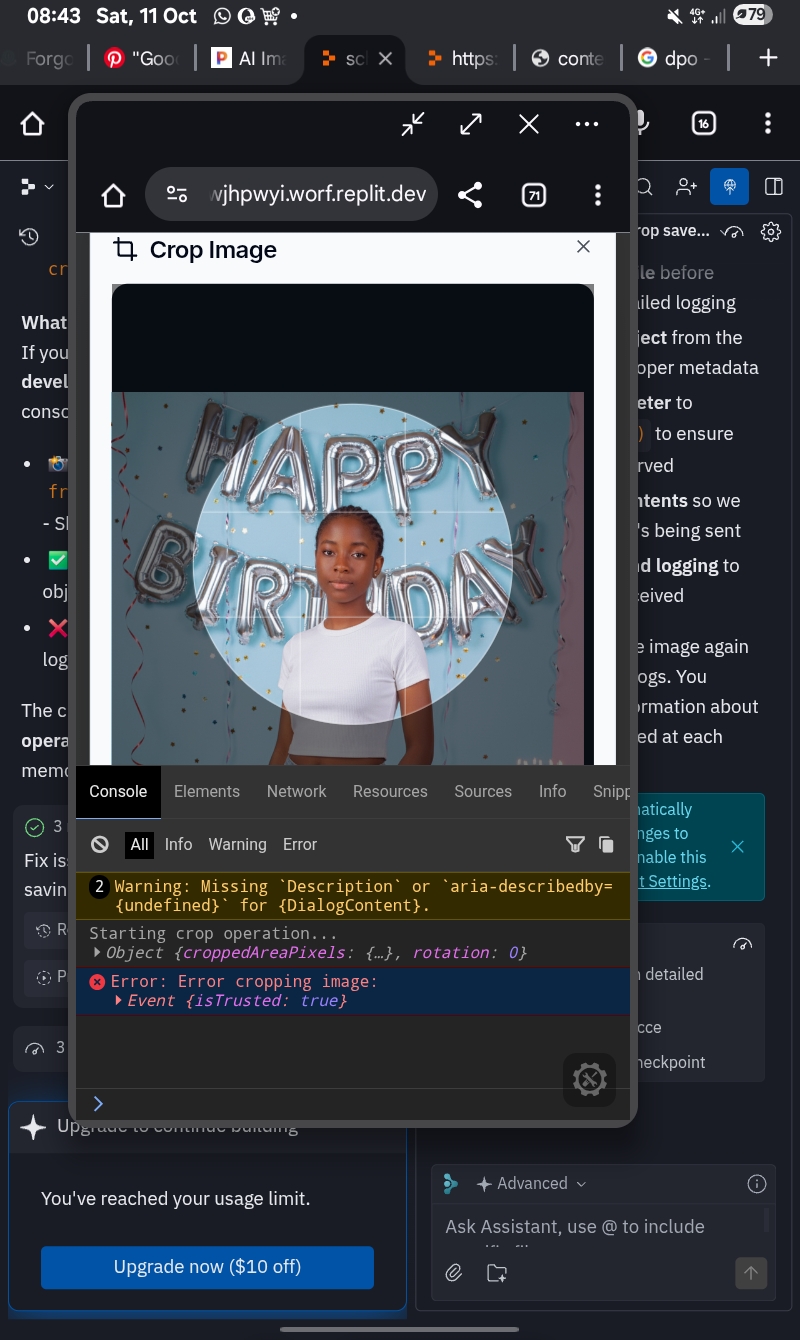 08:43 Sat, 11 Oct
4G+
79
Forgo
"Good
AI Ima
scl
https:
conte
dpo -
16
wjhpwyi.worf.replit.dev
71
Crop Image
HAPPY
BIRTHDAY
Console Elements Network Resources Sources Info Snipp
All Info Warning Error
2 Warning: Missing `Description` or `aria-describedby=
{undefined}` for {DialogContent}.
Starting crop operation...
Object {croppedAreaPixels: {…}, rotation: 0}
Error: Error cropping image:
Event {isTrusted: true}
cr
What
If you
devel
conso
fr
- Sl
obj
log
The c
opera
memo
3
Fix is
savin
R
P
3
Upgrade to continue building
You've reached your usage limit.
Upgrade now ($10 off)
rop save...
le before
iled logging
ject from the
oper metadata
eter to
) to ensure
rved
ntents so we
's being sent
d logging to
ceived
e image again
ogs. You
ormation about
ed at each
matically
nges to
nable this
t Settings.
n detailed
cce
heckpoint
Advanced
Ask Assistant, use @ to include